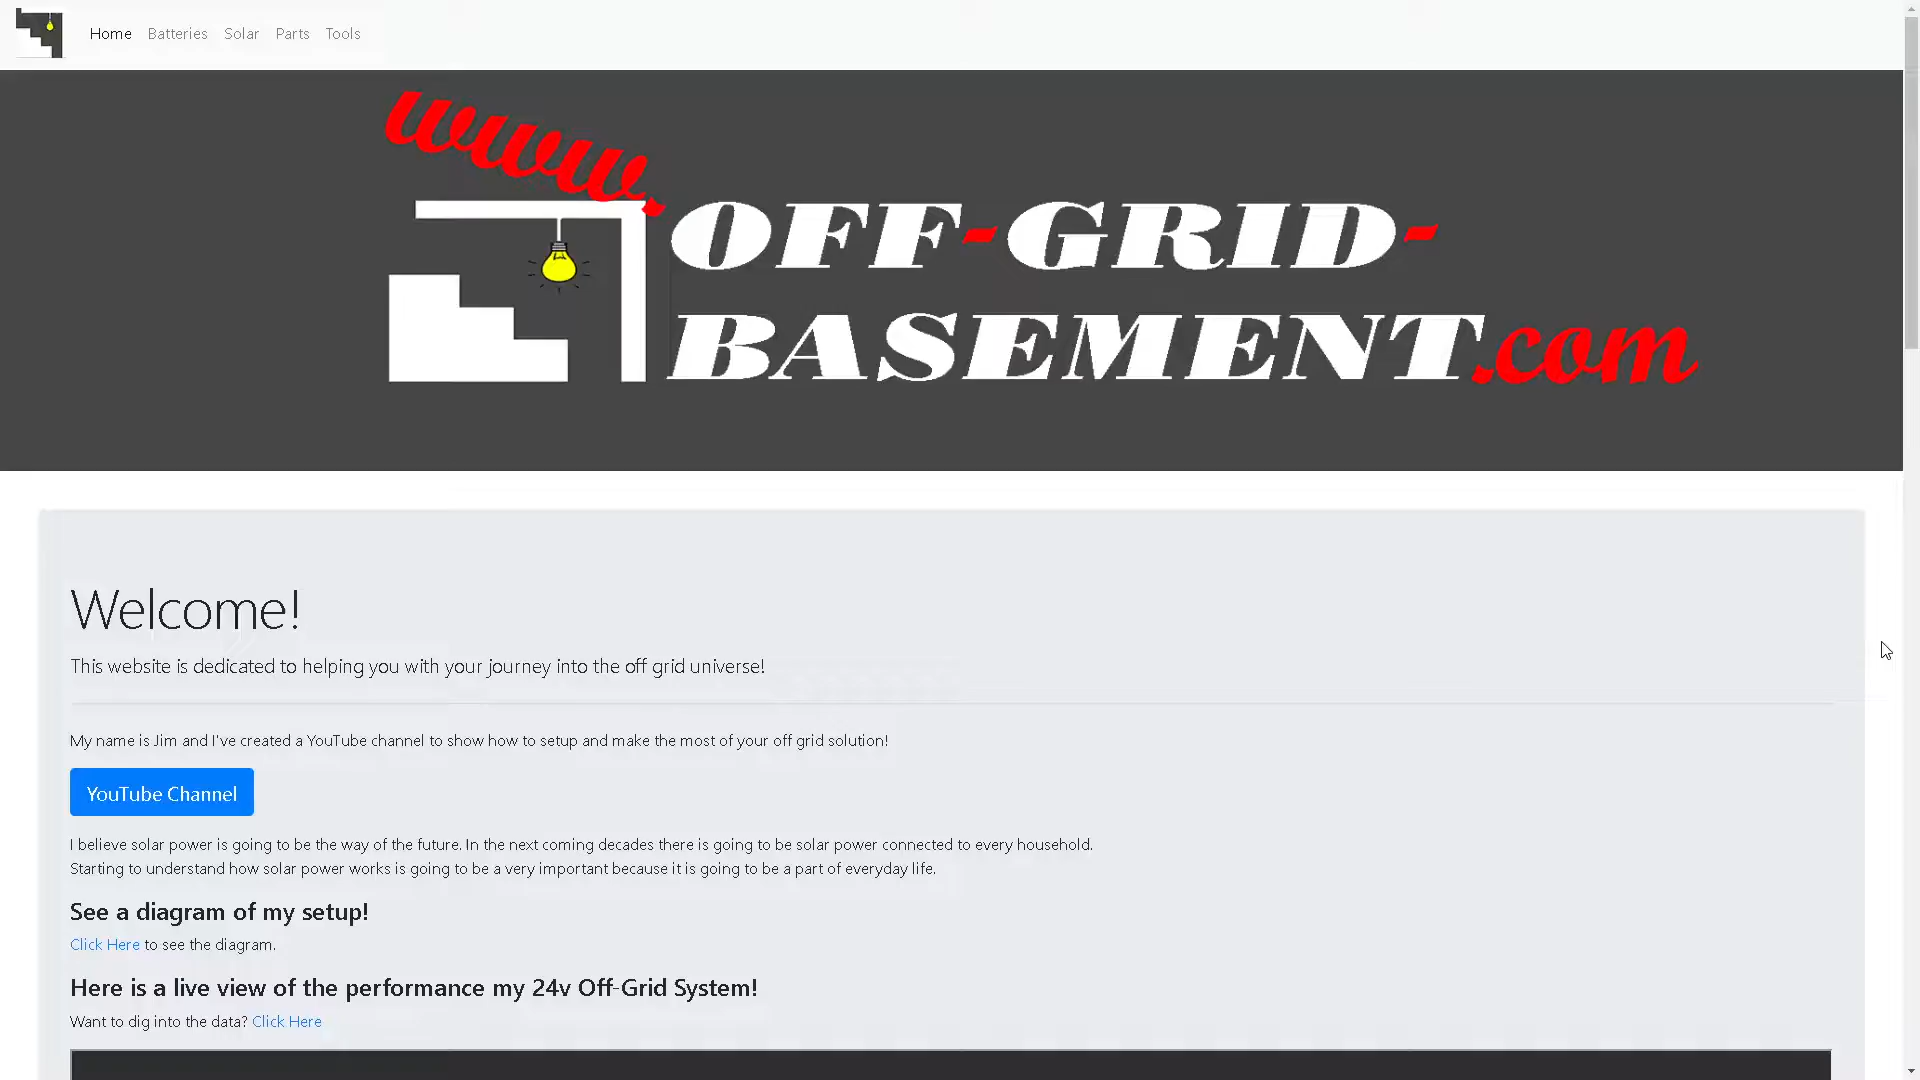 Home Batteries Solar Parts Tools
www.
OFF-GRID-
BASEMENT.com
Welcome!
This website is dedicated to helping you with your journey into the off grid universe!
My name is Jim and I've created a YouTube channel to show how to setup and make the most of your off grid solution!
YouTube Channel
I believe solar power is going to be the way of the future. In the next coming decades there is going to be solar power connected to every household.
Starting to understand how solar power works is going to be a very important because it is going to be a part of everyday life.
See a diagram of my setup!
Click Here to see the diagram.
Here is a live view of the performance my 24v Off-Grid System!
Want to dig into the data? Click Here